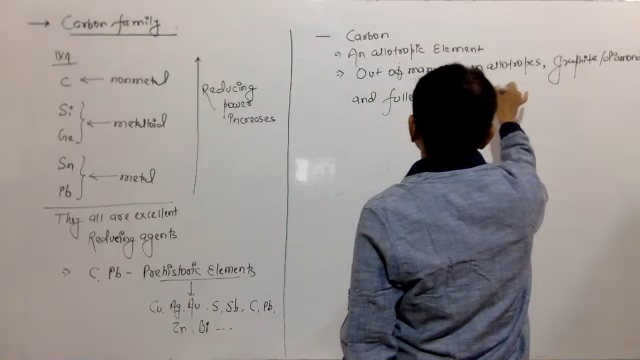 → Carbon family.
IVA
C ← nonmetal
Si
Ge ← metalloid
Sn
Pb ← metal
Reducing
power
increases
They all are excellent
Reducing agents
C, Pb - Prehistoric Elements
Cu, Ag, Au, S, Sb, C, Pb,
Zn, Bi ...
— Carbon
An allotropic Element
Out of allotropes, Graphite/
and